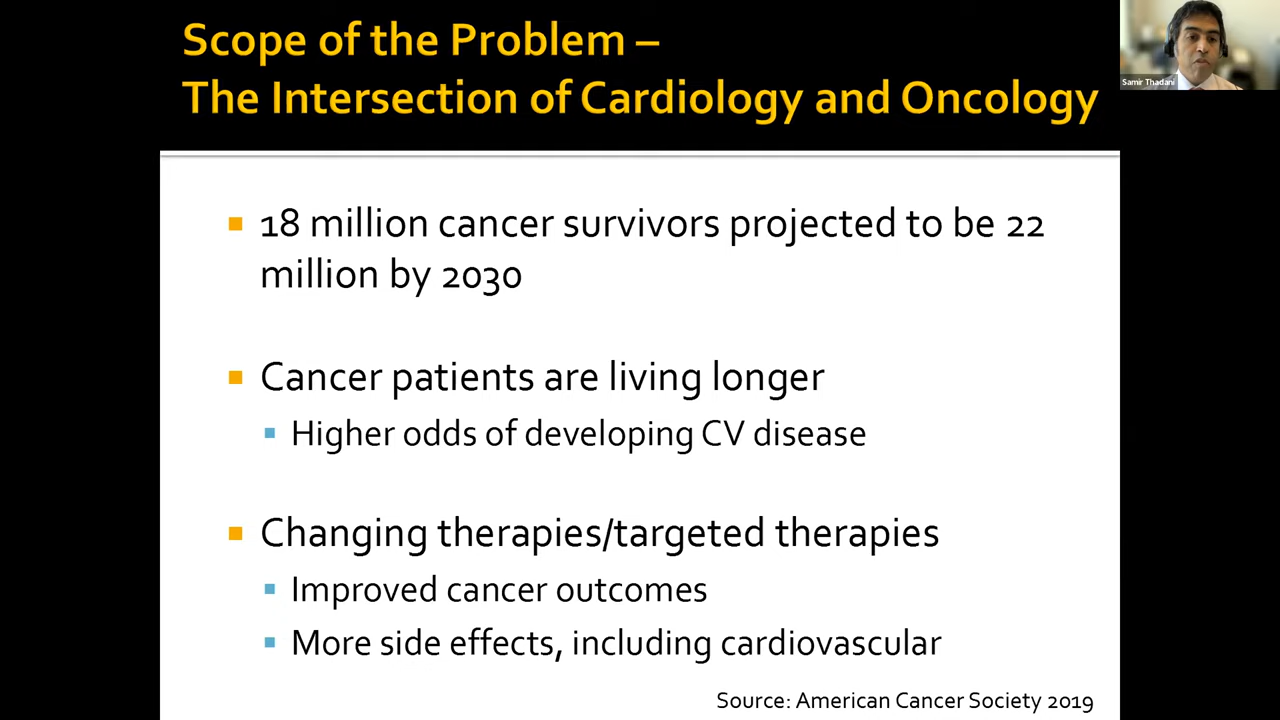 Scope of the Problem –
The Intersection of Cardiology and Oncology
Samir Thadani
18 million cancer survivors projected to be 22
million by 2030
Cancer patients are living longer
Higher odds of developing CV disease
Changing therapies/targeted therapies
Improved cancer outcomes
More side effects, including cardiovascular
Source: American Cancer Society 2019